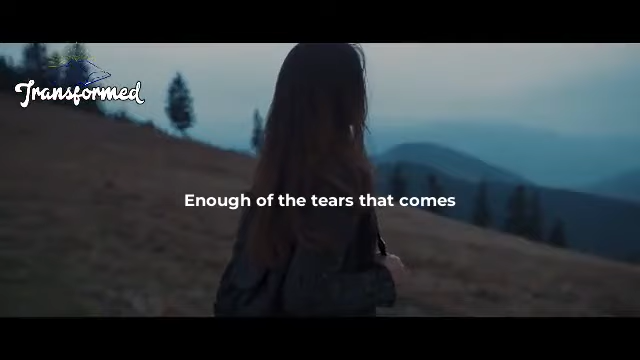 Transformed
Enough of the tears that comes